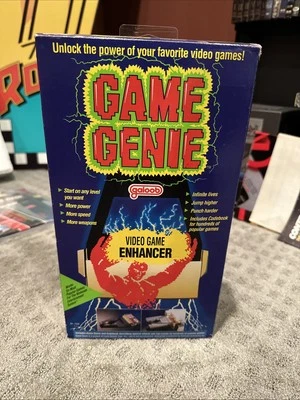 Unlock the power of your favorite video games!
GAME
GENIE
galoob
Start on any level
you want
More power
More speed
More weapons
Infinite lives
Jump higher
Punch harder
Includes Codebook
for hundreds of
popular games
VIDEO GAME
ENHANCER